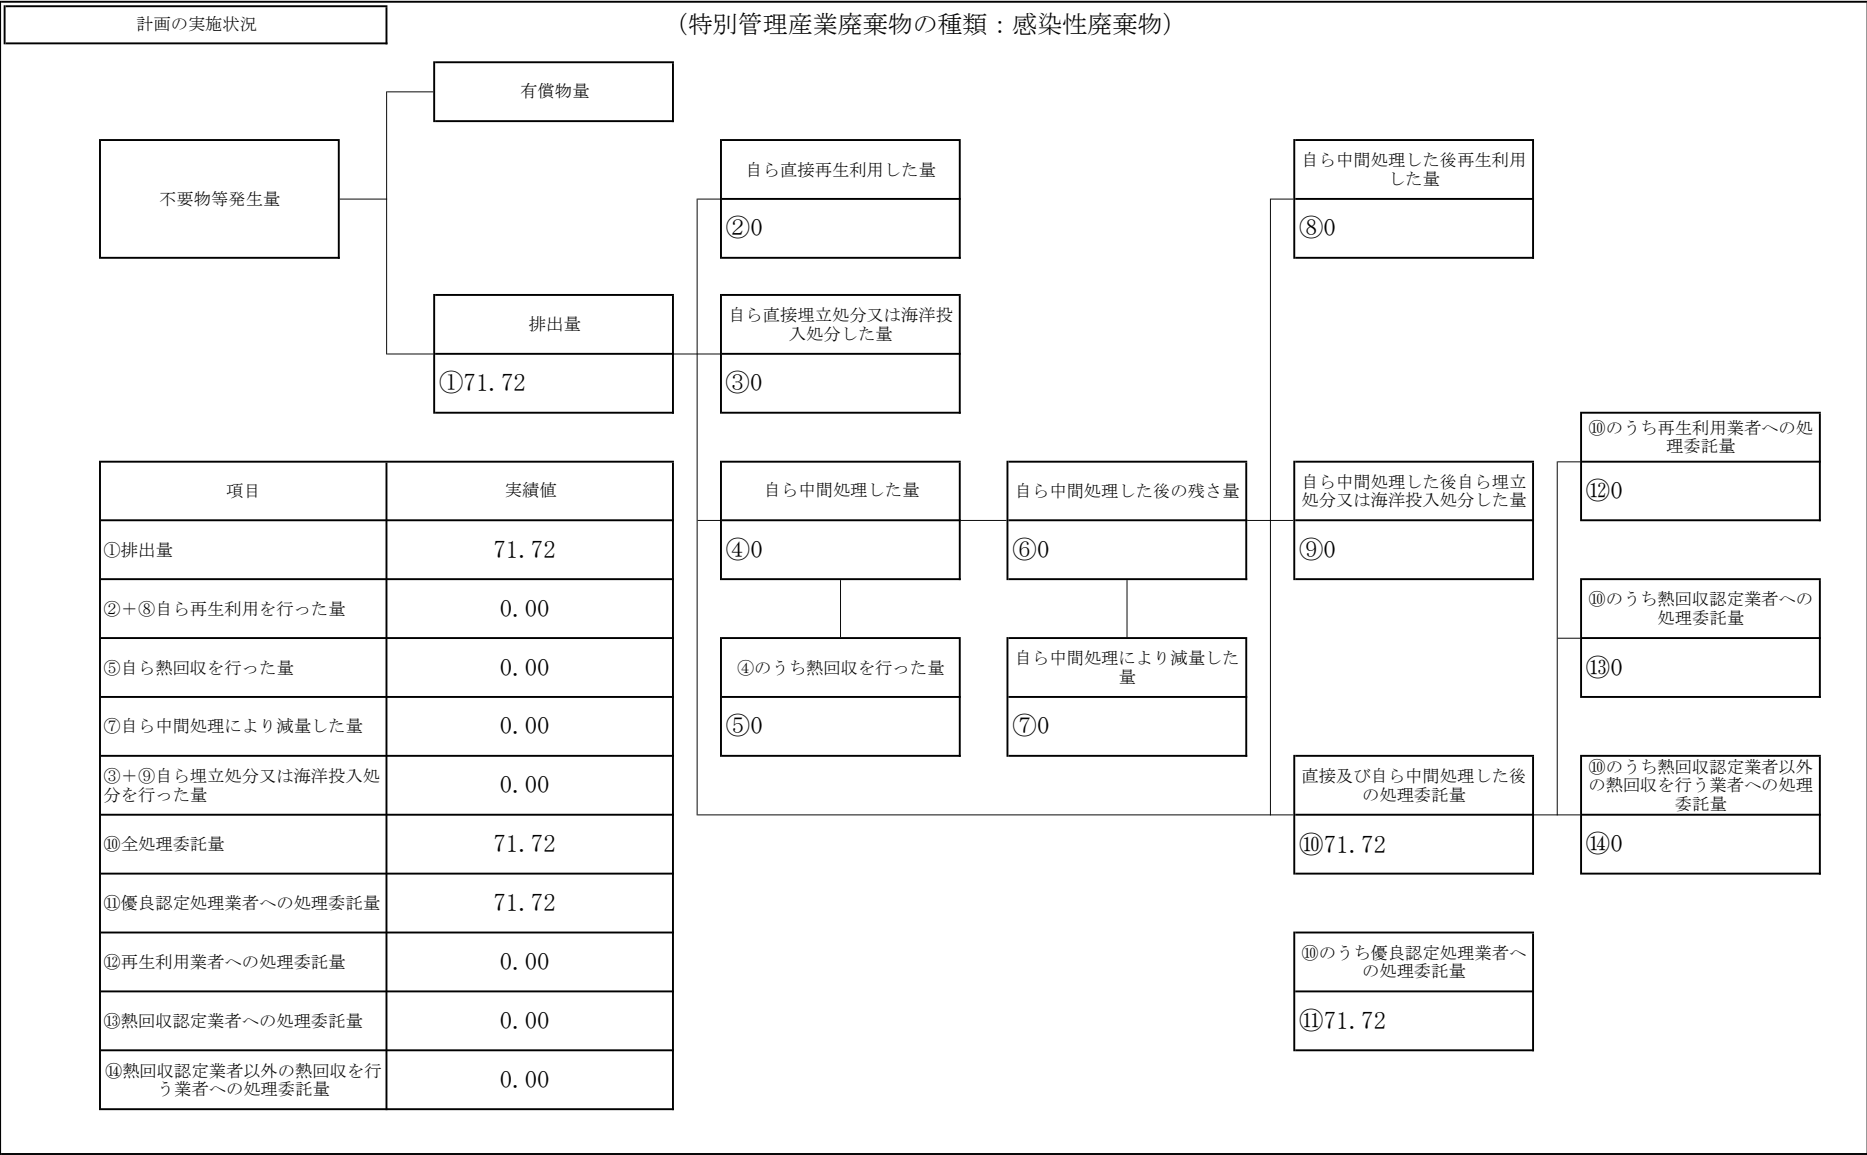 計画の実施状況
（特別管理産業廃棄物の種類：感染性廃棄物）
有償物量
不要物等発生量
排出量
①71.72
自ら直接再生利用した量
②0
自ら直接埋立処分又は海洋投
入処分した量
③0
自ら中間処理した後再生利用
した量
⑧0
項目
実績値
①排出量
71.72
②＋⑧自ら再生利用を行った量
0.00
⑤自ら熱回収を行った量
0.00
⑦自ら中間処理により減量した量
0.00
③＋⑨自ら埋立処分又は海洋投入処
分を行った量
0.00
⑩全処理委託量
71.72
⑪優良認定処理業者への処理委託量
71.72
⑫再生利用業者への処理委託量
0.00
⑬熱回収認定業者への処理委託量
0.00
⑭熱回収認定業者以外の熱回収を行
う業者への処理委託量
0.00
自ら中間処理した量
④0
④のうち熱回収を行った量
⑤0
自ら中間処理した後の残さ量
⑥0
自ら中間処理により減量した
量
⑦0
自ら中間処理した後自ら埋立
処分又は海洋投入処分した量
⑨0
直接及び自ら中間処理した後
の処理委託量
⑩71.72
⑩のうち優良認定処理業者へ
の処理委託量
⑪71.72
⑩のうち再生利用業者への処
理委託量
⑫0
⑩のうち熱回収認定業者への
処理委託量
⑬0
⑩のうち熱回収認定業者以外
の熱回収を行う業者への処理
委託量
⑭0